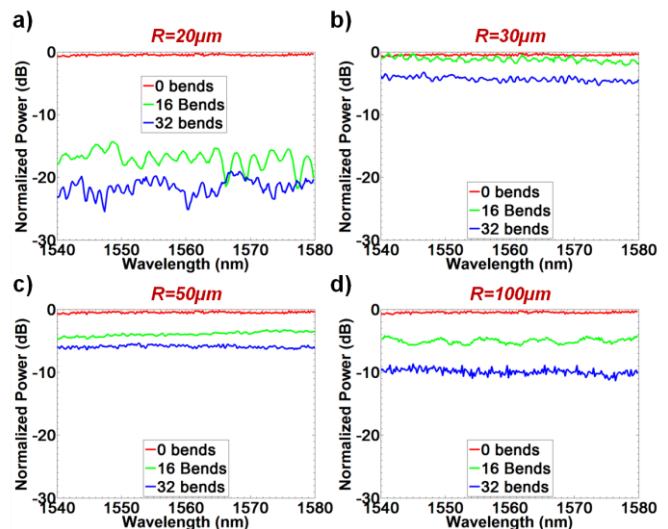 a) R=20μm
0
-10
-20
-30
Normalized Power (dB)
0 bends
16 Bends
32 bends
1540 1550 1560 1570 1580
Wavelength (nm)
b) R=30μm
0
-10
-20
-30
Normalized Power (dB)
0 bends
16 Bends
32 bends
1540 1550 1560 1570 1580
Wavelength (nm)
c) R=50μm
0
-10
-20
-30
Normalized Power (dB)
0 bends
16 Bends
32 bends
1540 1550 1560 1570 1580
Wavelength (nm)
d) R=100μm
0
-10
-20
-30
Normalized Power (dB)
0 bends
16 Bends
32 bends
1540 1550 1560 1570 1580
Wavelength (nm)